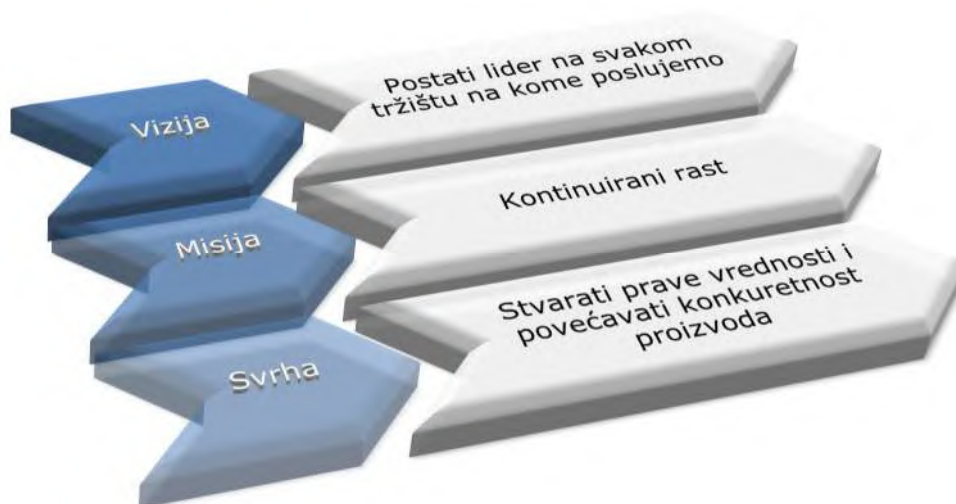 Vizija
Postati lider na svakom
tržištu na kome poslujemo
Misija
Kontinuirani rast
Svrha
Stvarati prave vrednosti i
povećavati konkuretnost
proizvoda